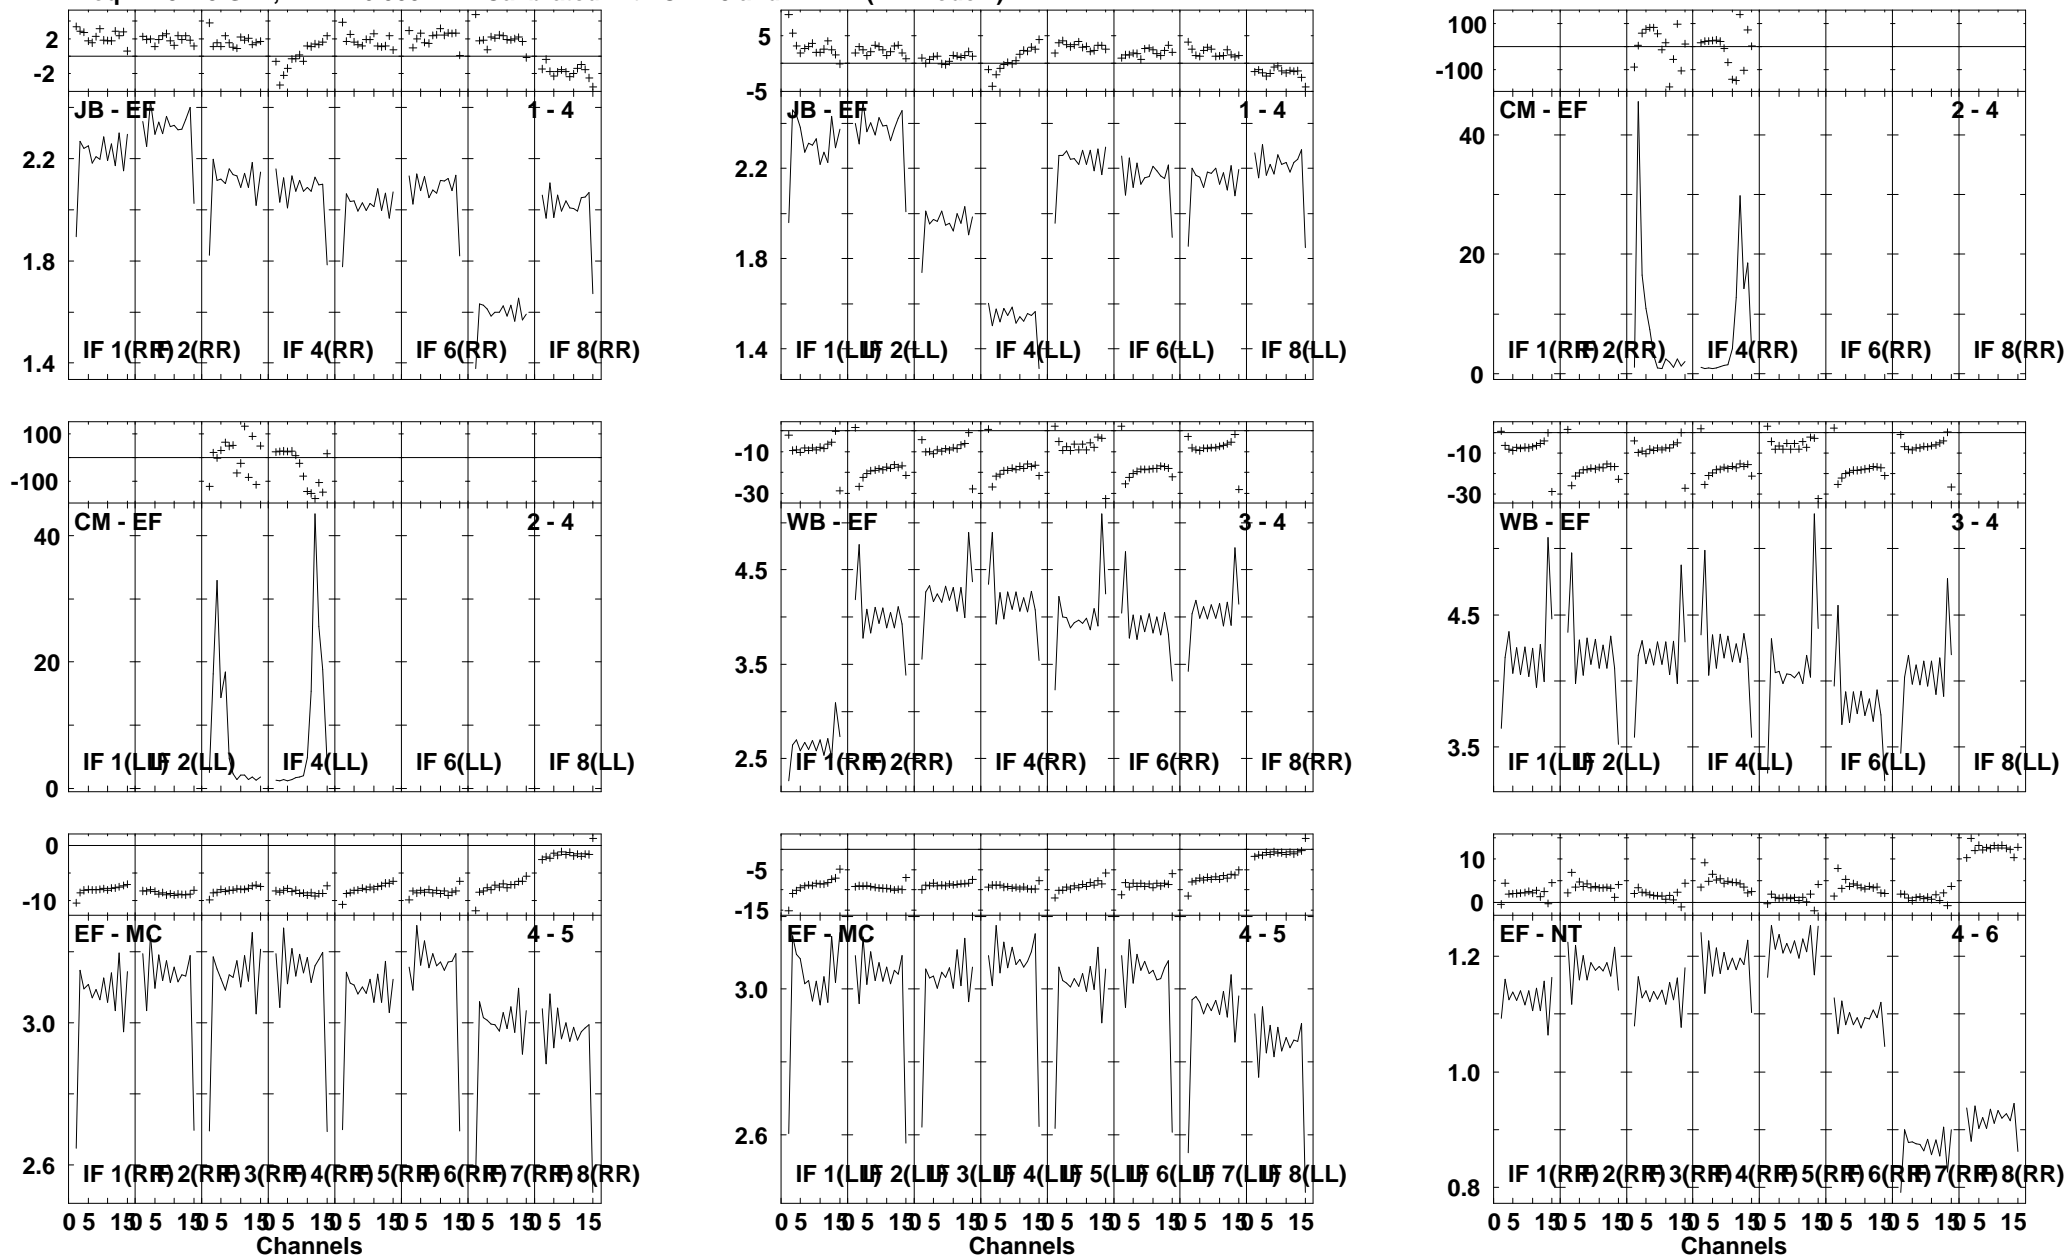 2
-2
JB - EF
1 - 4
2.2
1.8
1.4
IF 1(RR) IF 2(RR) IF 4(RR) IF 6(RR) IF 8(RR)
5
-5
JB - EF
1 - 4
2.2
1.8
1.4
IF 1(LL) IF 2(LL) IF 4(LL) IF 6(LL) IF 8(LL)
100
-100
CM - EF
2 - 4
40
20
0
IF 1(RR) IF 2(RR) IF 4(RR) IF 6(RR) IF 8(RR)
100
-100
CM - EF
2 - 4
40
20
0
IF 1(LL) IF 2(LL) IF 4(LL) IF 6(LL) IF 8(LL)
-10
-30
WB - EF
3 - 4
4.5
3.5
2.5
IF 1(RR) IF 2(RR) IF 4(RR) IF 6(RR) IF 8(RR)
-10
-30
WB - EF
3 - 4
4.5
3.5
IF 1(LL) IF 2(LL) IF 4(LL) IF 6(LL) IF 8(LL)
0
-10
EF - MC
4 - 5
3.0
2.6
IF 1(RR) IF 2(RR) IF 3(RR) IF 4(RR) IF 5(RR) IF 6(RR) IF 7(RR) IF 8(RR)
0 5 15 0 5 15 0 5 15 0 5 15 0 5 15 0 5 15 0 5 15 0 5 15
Channels
-5
-15
EF - MC
4 - 5
3.0
2.6
IF 1(LL) IF 2(LL) IF 3(LL) IF 4(LL) IF 5(LL) IF 6(LL) IF 7(LL) IF 8(LL)
0 5 15 0 5 15 0 5 15 0 5 15 0 5 15 0 5 15 0 5 15 0 5 15
Channels
10
0
EF - NT
4 - 6
1.2
1.0
0.8
IF 1(RR) IF 2(RR) IF 3(RR) IF 4(RR) IF 5(RR) IF 6(RR) IF 7(RR) IF 8(RR)
0 5 15 0 5 15 0 5 15 0 5 15 0 5 15 0 5 15 0 5 15 0 5 15
Channels